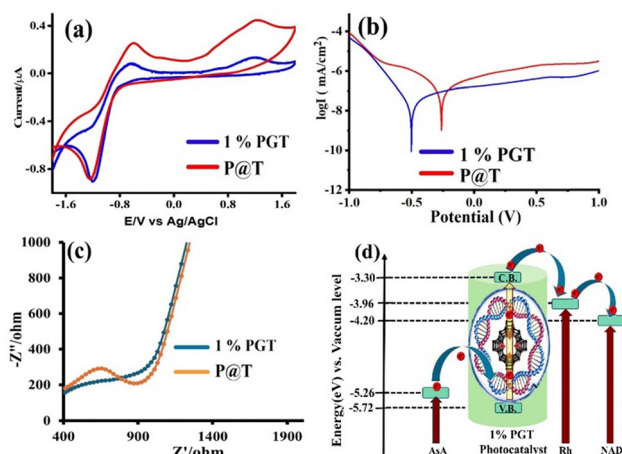 (a)
Current/μA
0.4
0.0
-0.4
-0.8
1 % PGT
P@T
-1.6
-0.8
0.0
0.8
1.6
E/V vs Ag/AgCl
(b)
logI ( mA/cm²)
-4
-6
-8
-10
-12
1 % PGT
P@T
-1.0
-0.5
0.0
0.5
1.0
Potential (V)
(c)
-Z''/ohm
1000
800
600
400
200
0
1 % PGT
P@T
400
900
1400
1900
Z'/ohm
(d)
Energy(eV) vs. Vaccum level
-3.30
-3.96
-4.20
-5.26
-5.72
C.B.
V.B.
AsA
1% PGT
Photocatalyst
Rh
NAD